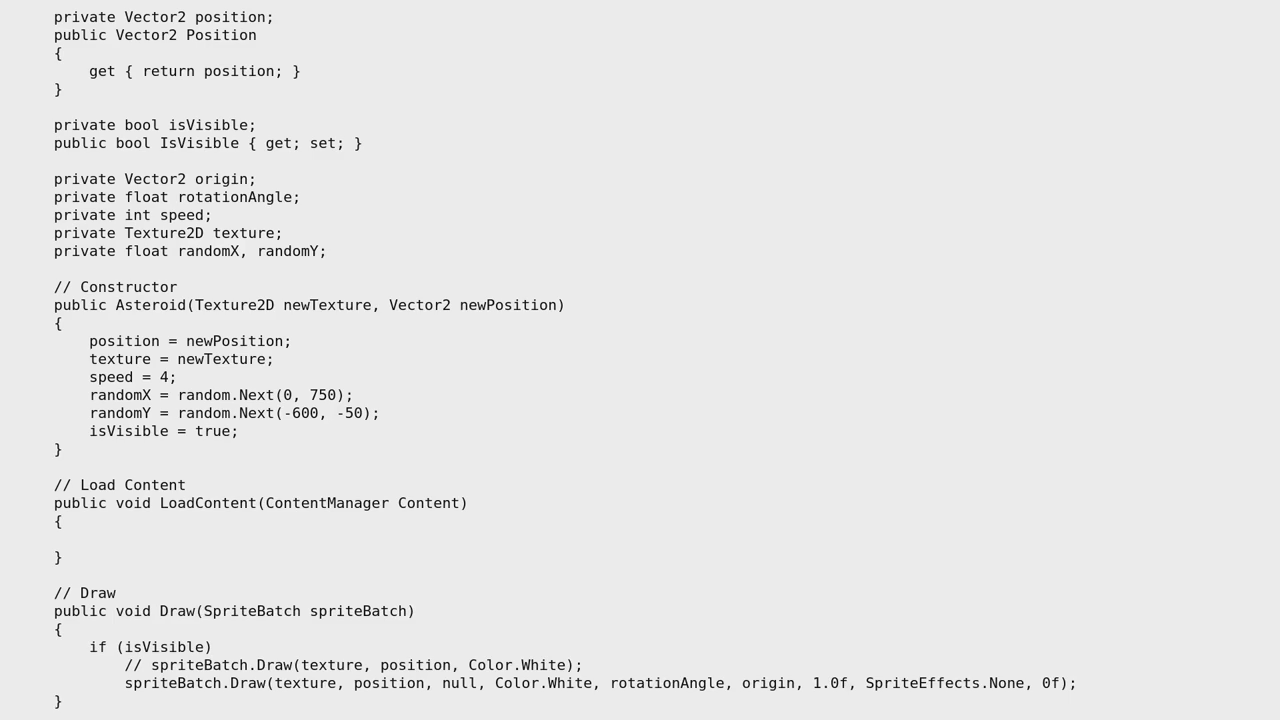 private Vector2 position;
public Vector2 Position
{
    get { return position; }
}

private bool isVisible;
public bool IsVisible { get; set; }

private Vector2 origin;
private float rotationAngle;
private int speed;
private Texture2D texture;
private float randomX, randomY;

// Constructor
public Asteroid(Texture2D newTexture, Vector2 newPosition)
{
    position = newPosition;
    texture = newTexture;
    speed = 4;
    randomX = random.Next(0, 750);
    randomY = random.Next(-600, -50);
    isVisible = true;
}

// Load Content
public void LoadContent(ContentManager Content)
{

}

// Draw
public void Draw(SpriteBatch spriteBatch)
{
    if (isVisible)
        // spriteBatch.Draw(texture, position, Color.White);
        spriteBatch.Draw(texture, position, null, Color.White, rotationAngle, origin, 1.0f, SpriteEffects.None, 0f);
}